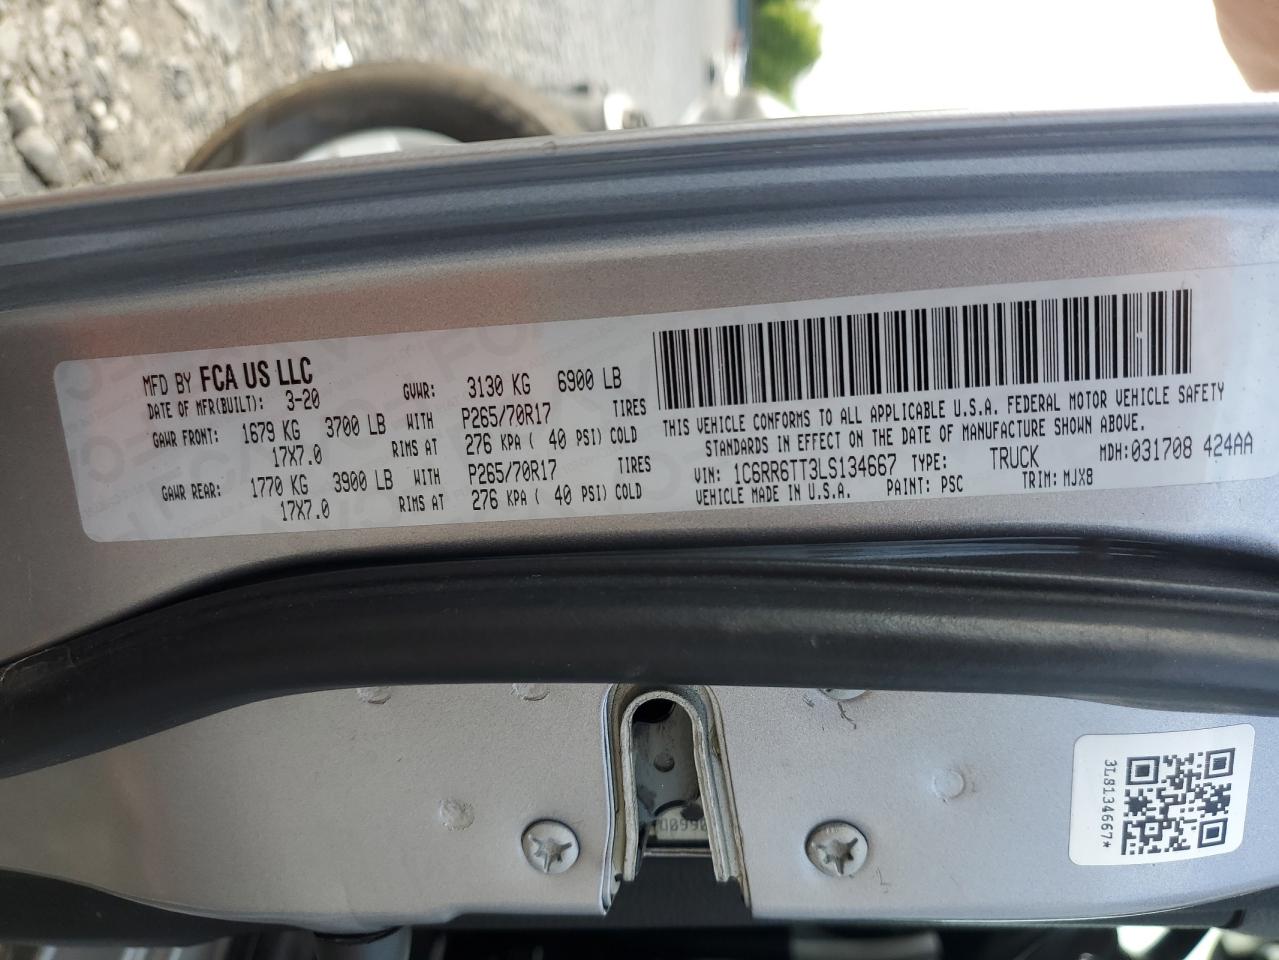 MFD BY FCA US LLC
DATE OF MFR(BUILT): 3-20 GVWR: 3130 KG 6900 LB
GAWR FRONT: 1679 KG 3700 LB WITH P265/70R17 TIRES
17X7.0 RIMS AT 276 KPA ( 40 PSI) COLD
GAWR REAR: 1770 KG 3900 LB WITH P265/70R17 TIRES
17X7.0 RIMS AT 276 KPA ( 40 PSI) COLD
THIS VEHICLE CONFORMS TO ALL APPLICABLE U.S.A. FEDERAL MOTOR VEHICLE SAFETY
STANDARDS IN EFFECT ON THE DATE OF MANUFACTURE SHOWN ABOVE.
VIN: 1C6RR6TT3LS134667 TYPE: TRUCK MDH:031708 424AA
VEHICLE MADE IN U.S.A. PAINT: PSC TRIM: MJX8
3LS134667*